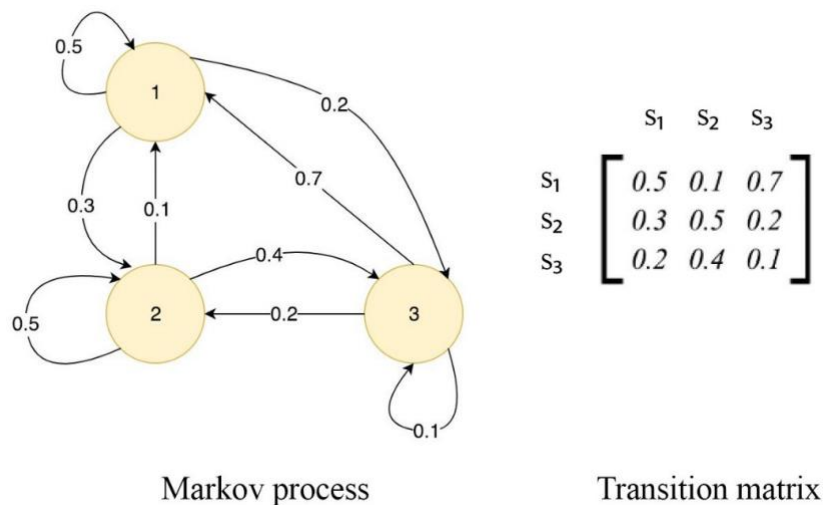 0.5
1
0.2
0.7
0.3
0.1
0.4
2
0.2
3
0.5
0.1
S₁ S₂ S₃
S₁ 0.5 0.1 0.7
S₂ 0.3 0.5 0.2
S₃ 0.2 0.4 0.1
Markov process
Transition matrix